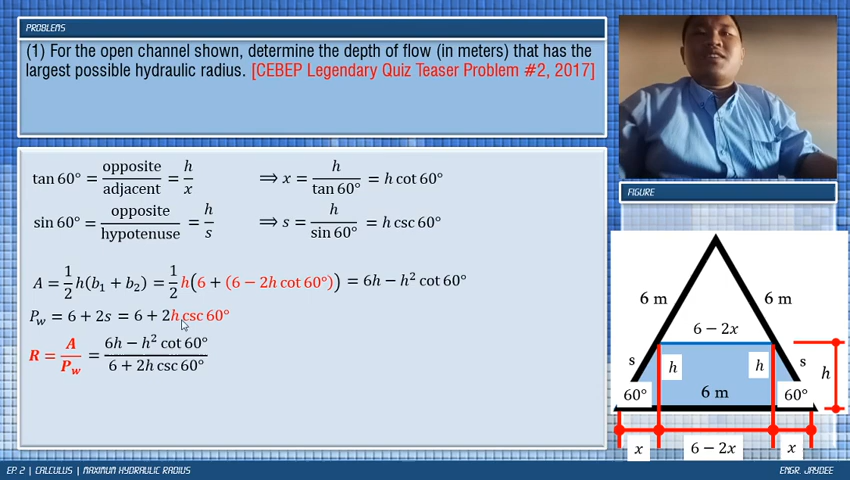 PROBLEMS
(1) For the open channel shown, determine the depth of flow (in meters) that has the
largest possible hydraulic radius. [CEBEP Legendary Quiz Teaser Problem #2, 2017]
tan 60° = opposite/adjacent = h/x ⟹ x = h/tan 60° = h cot 60°
sin 60° = opposite/hypotenuse = h/s ⟹ s = h/sin 60° = h csc 60°
A = 1/2 h(b₁ + b₂) = 1/2 h(6 + (6 − 2h cot 60°)) = 6h − h² cot 60°
P_w = 6 + 2s = 6 + 2h csc 60°
R = A/P_w = (6h − h² cot 60°)/(6 + 2h csc 60°)
FIGURE
6 m 6 m
6 − 2x
s h h s h
60° 6 m 60°
x 6 − 2x x
EP. 2 | CALCULUS | MAXIMUM HYDRAULIC RADIUS
ENGR. JAYDEE